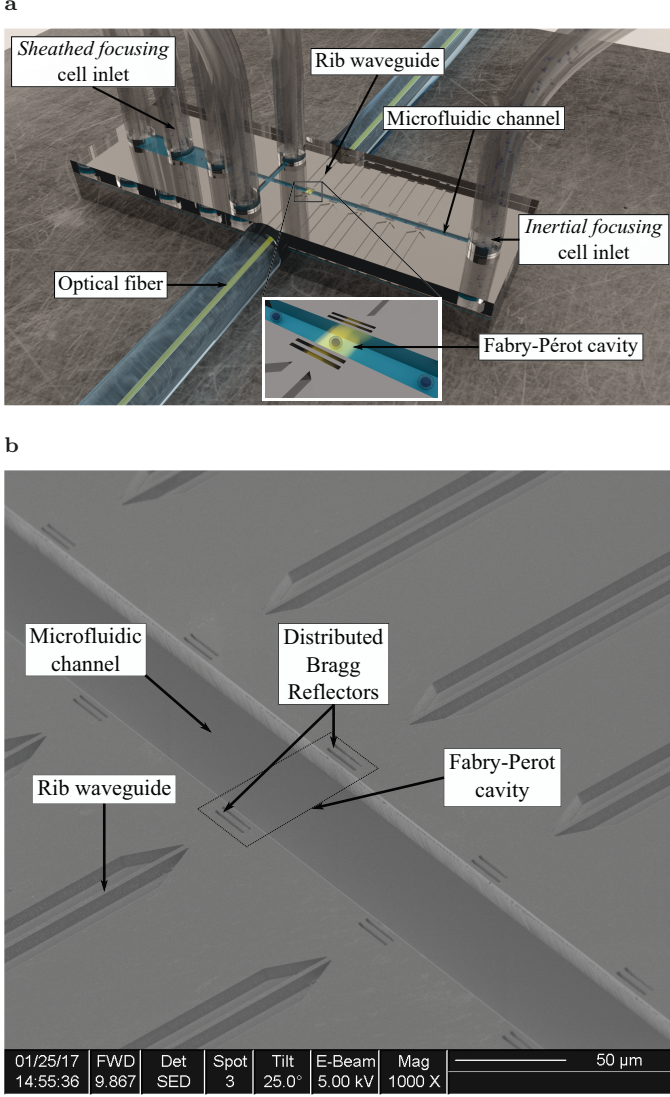 a
Sheathed focusing
cell inlet
Rib waveguide
Microfluidic channel
Inertial focusing
cell inlet
Optical fiber
Fabry-Pérot cavity
b
Microfluidic
channel
Distributed
Bragg
Reflectors
Fabry-Perot
cavity
Rib waveguide
01/25/17 FWD Det Spot Tilt E-Beam Mag 50 µm
14:55:36 9.867 SED 3 25.0° 5.00 kV 1000 X